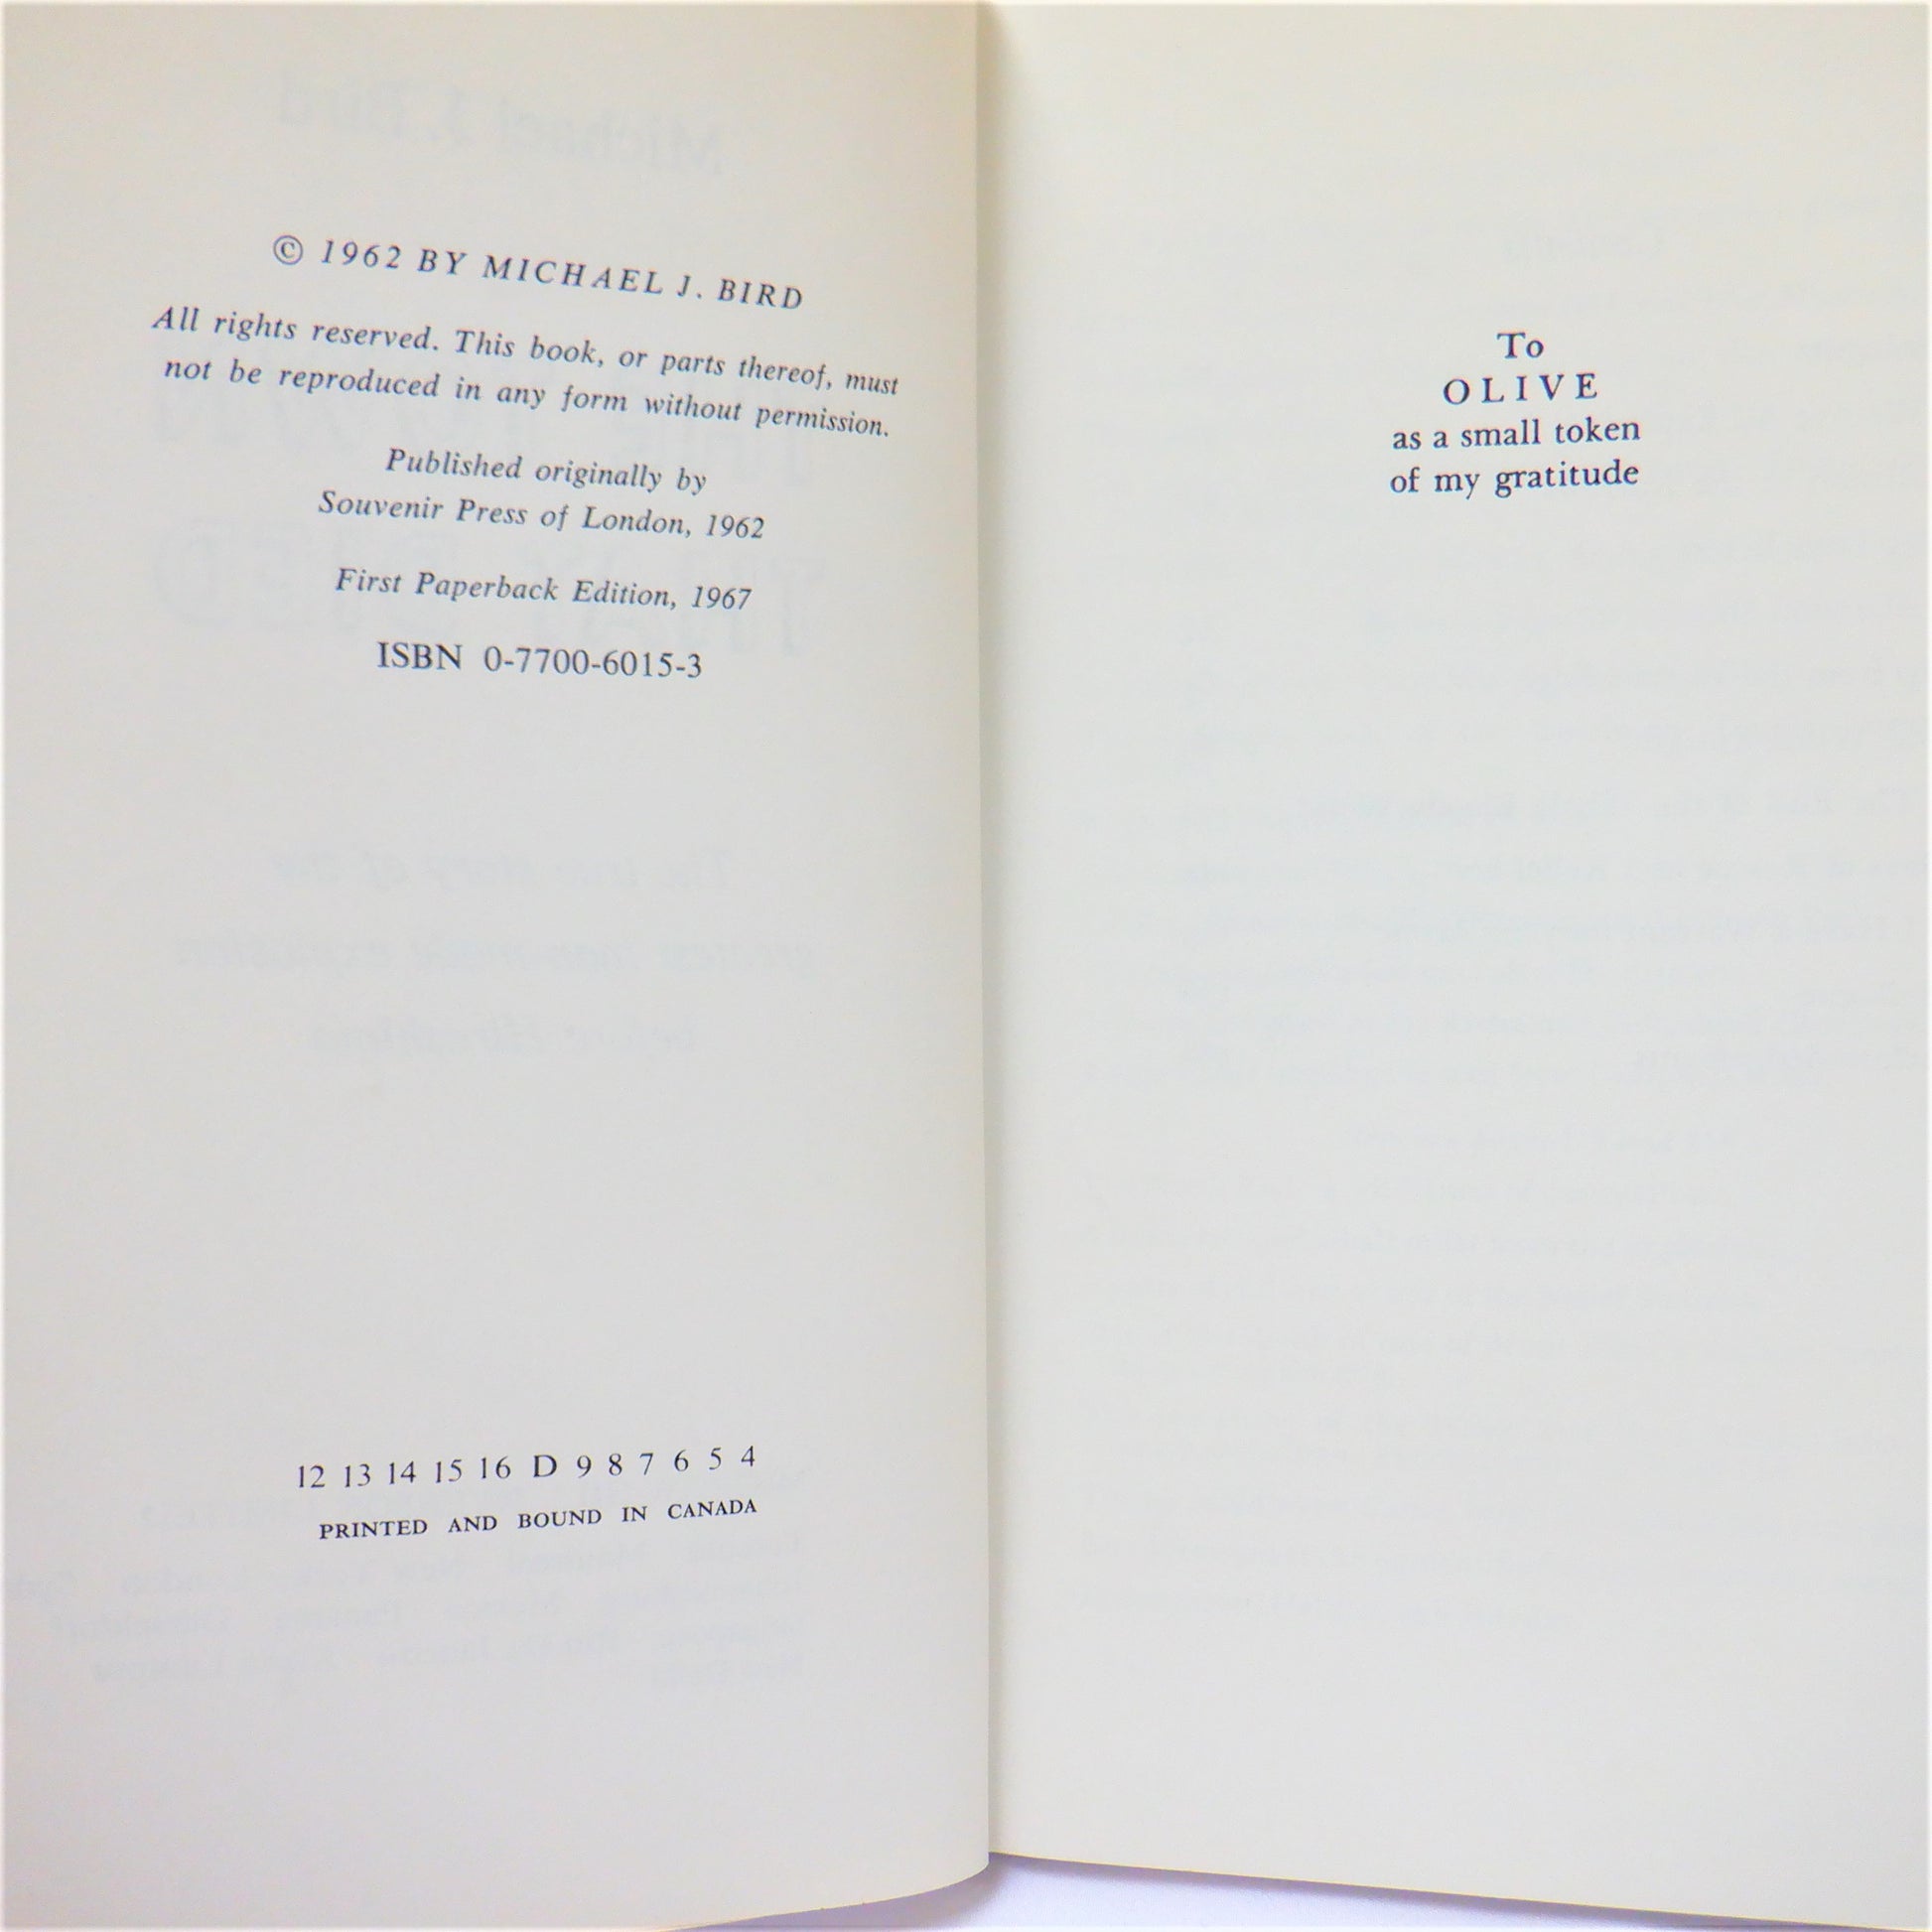 © 1962 BY MICHAEL J. BIRD
All rights reserved. This book, or parts thereof, must
not be reproduced in any form without permission.
Published originally by
Souvenir Press of London, 1962
First Paperback Edition, 1967
ISBN 0-7700-6015-3
12 13 14 15 16 D 9 8 7 6 5 4
PRINTED AND BOUND IN CANADA
To
OLIVE
as a small token
of my gratitude